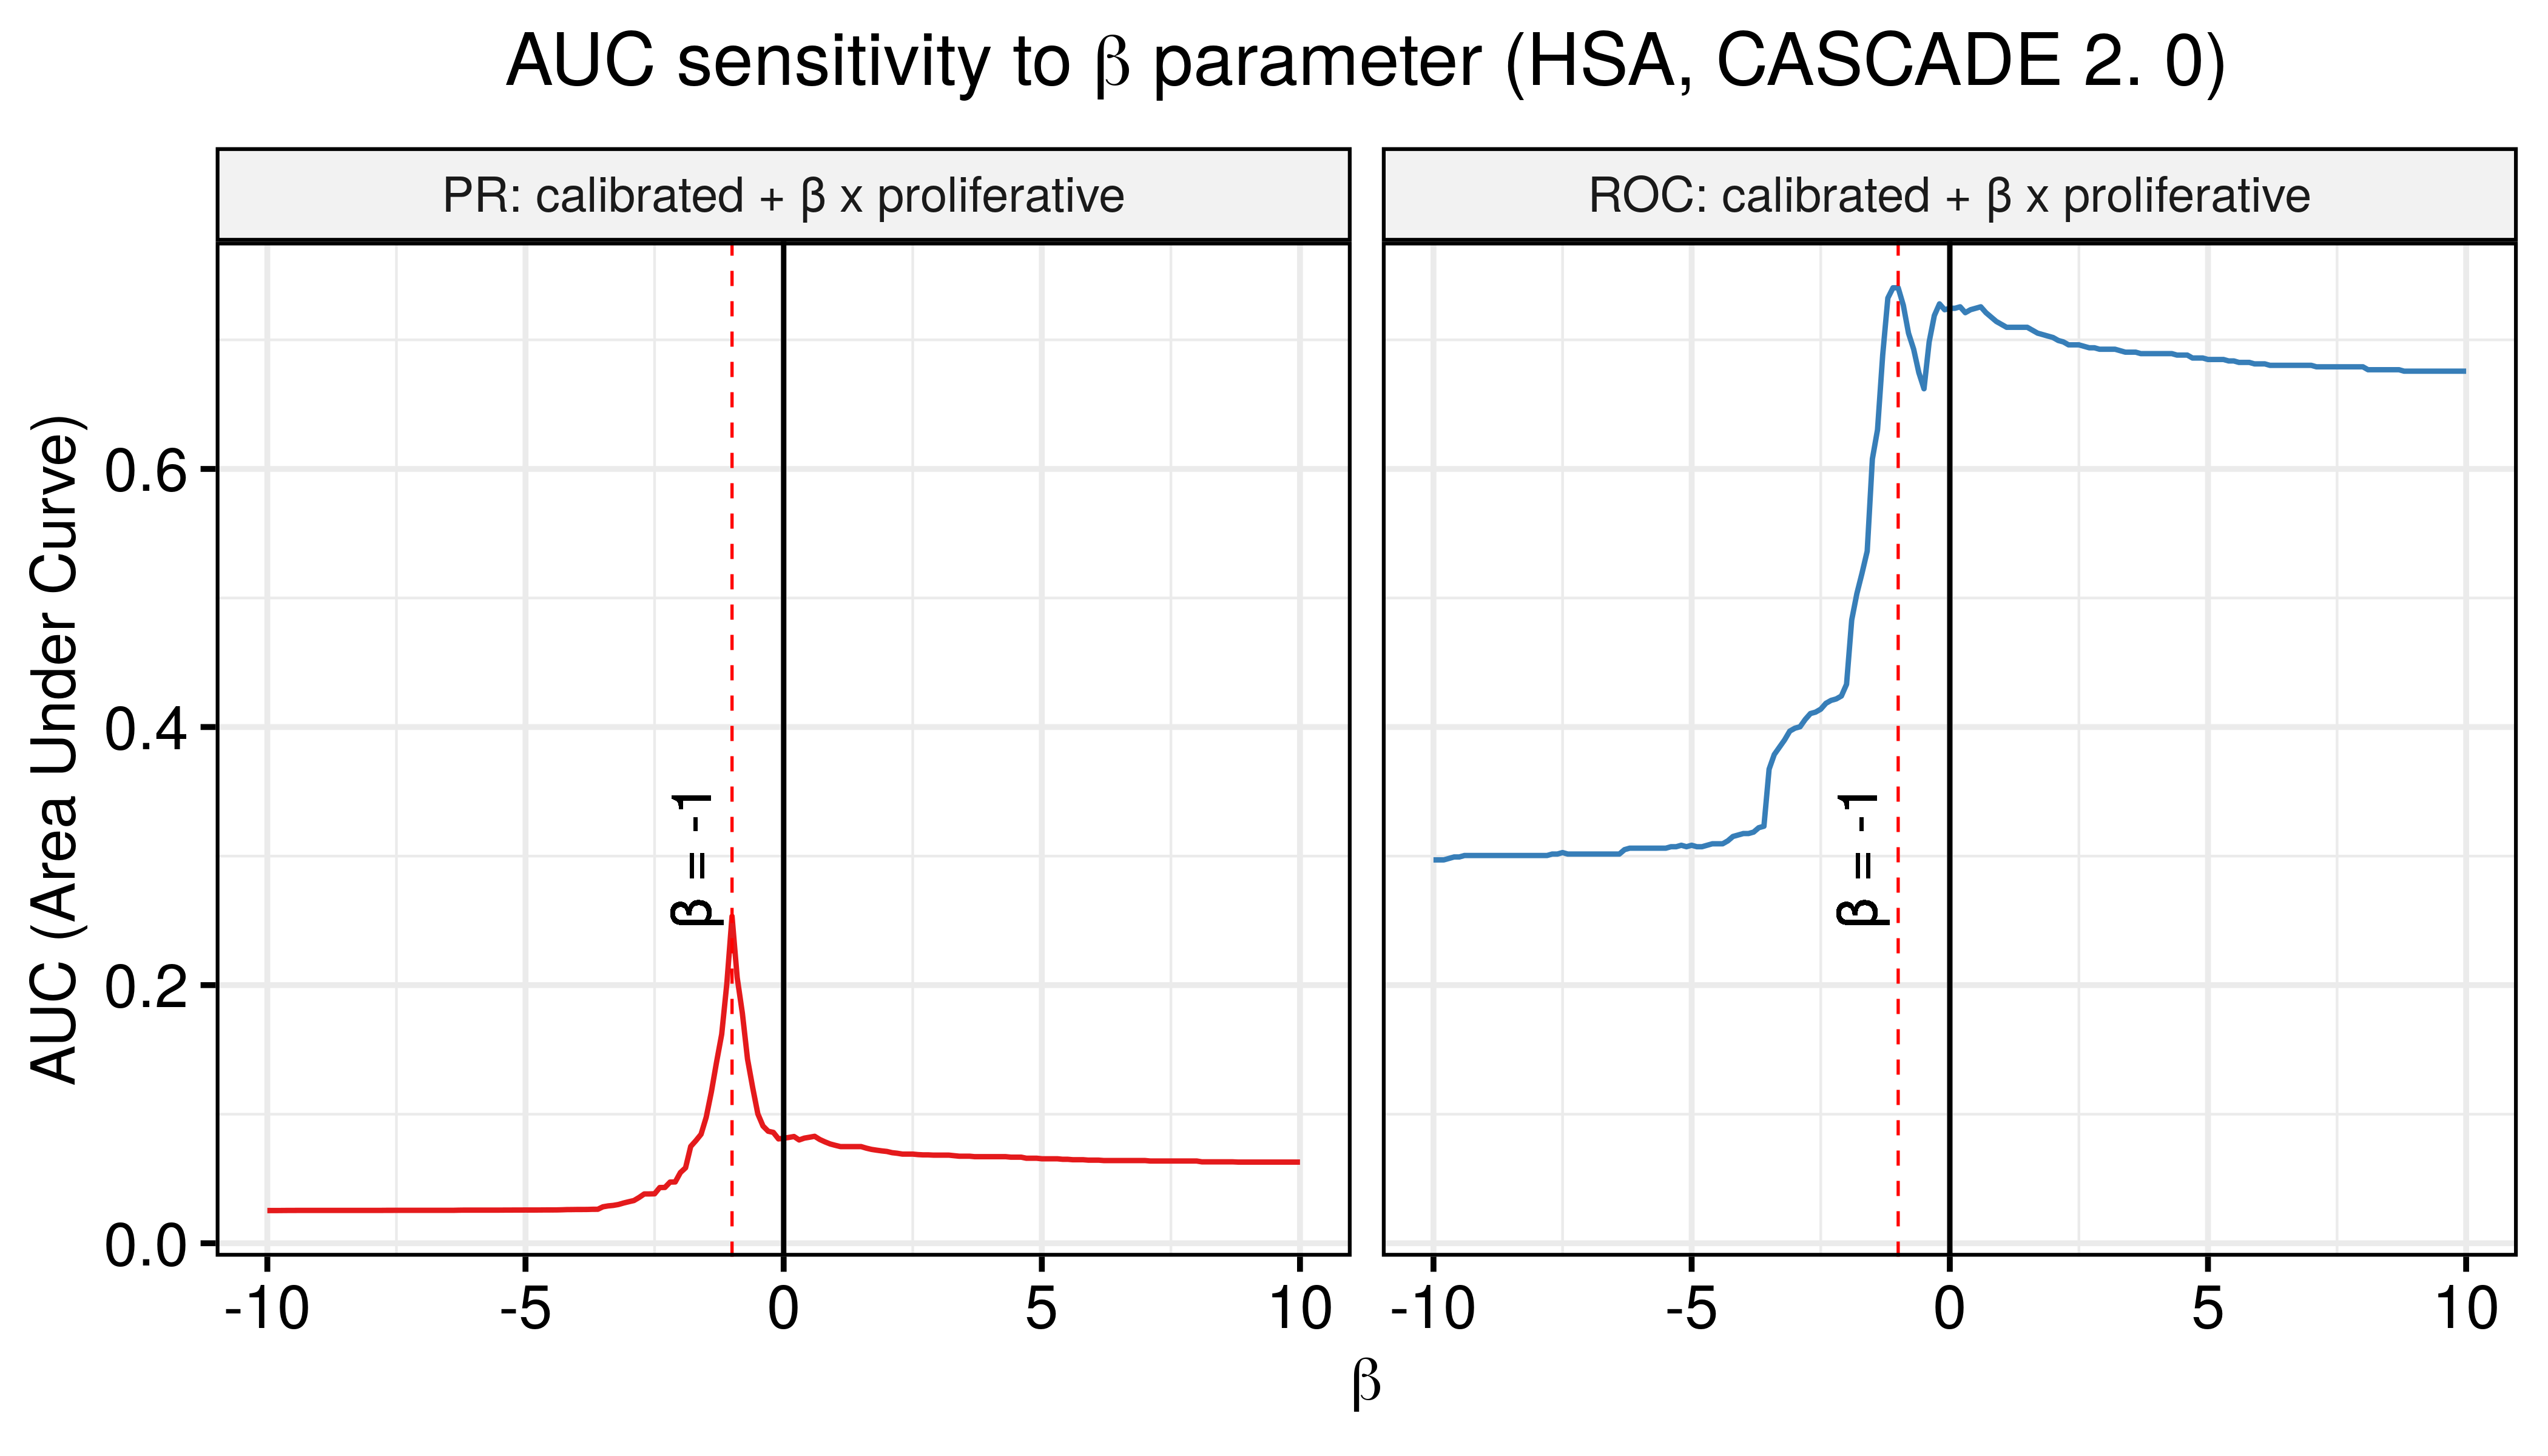 AUC sensitivity to β parameter (HSA, CASCADE 2. 0)
PR: calibrated + β x proliferative
ROC: calibrated + β x proliferative
AUC (Area Under Curve)
0.6
0.4
0.2
0.0
β = -1
β = -1
-10 -5 0 5 10
-10 -5 0 5 10
β